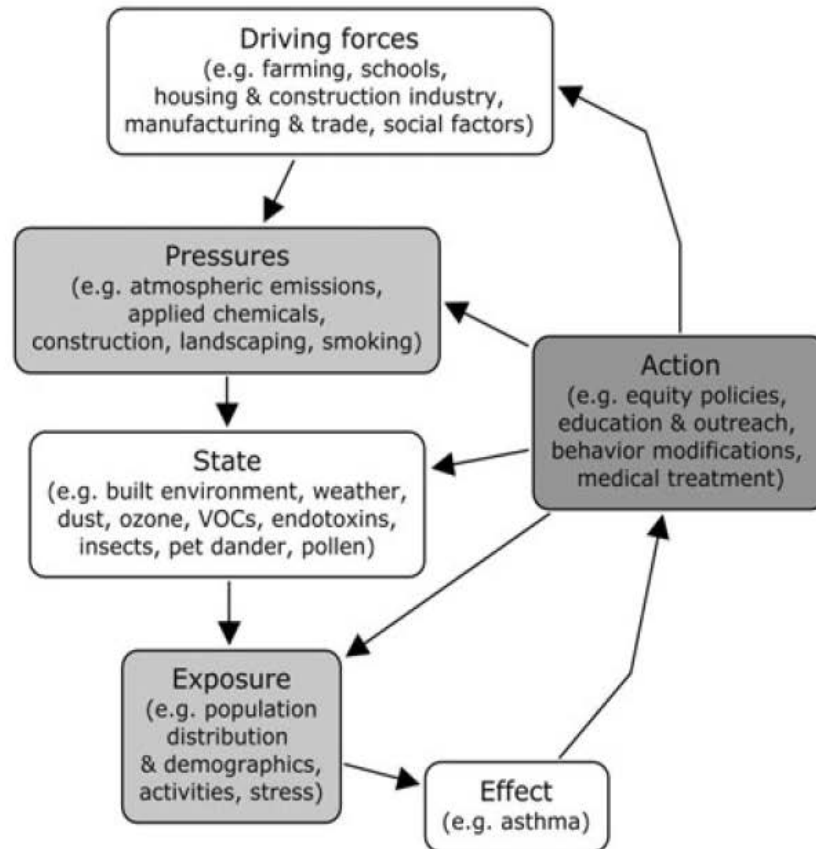 Driving forces
(e.g. farming, schools,
housing & construction industry,
manufacturing & trade, social factors)
Pressures
(e.g. atmospheric emissions,
applied chemicals,
construction, landscaping, smoking)
Action
(e.g. equity policies,
education & outreach,
behavior modifications,
medical treatment)
State
(e.g. built environment, weather,
dust, ozone, VOCs, endotoxins,
insects, pet dander, pollen)
Exposure
(e.g. population
distribution
& demographics,
activities, stress)
Effect
(e.g. asthma)